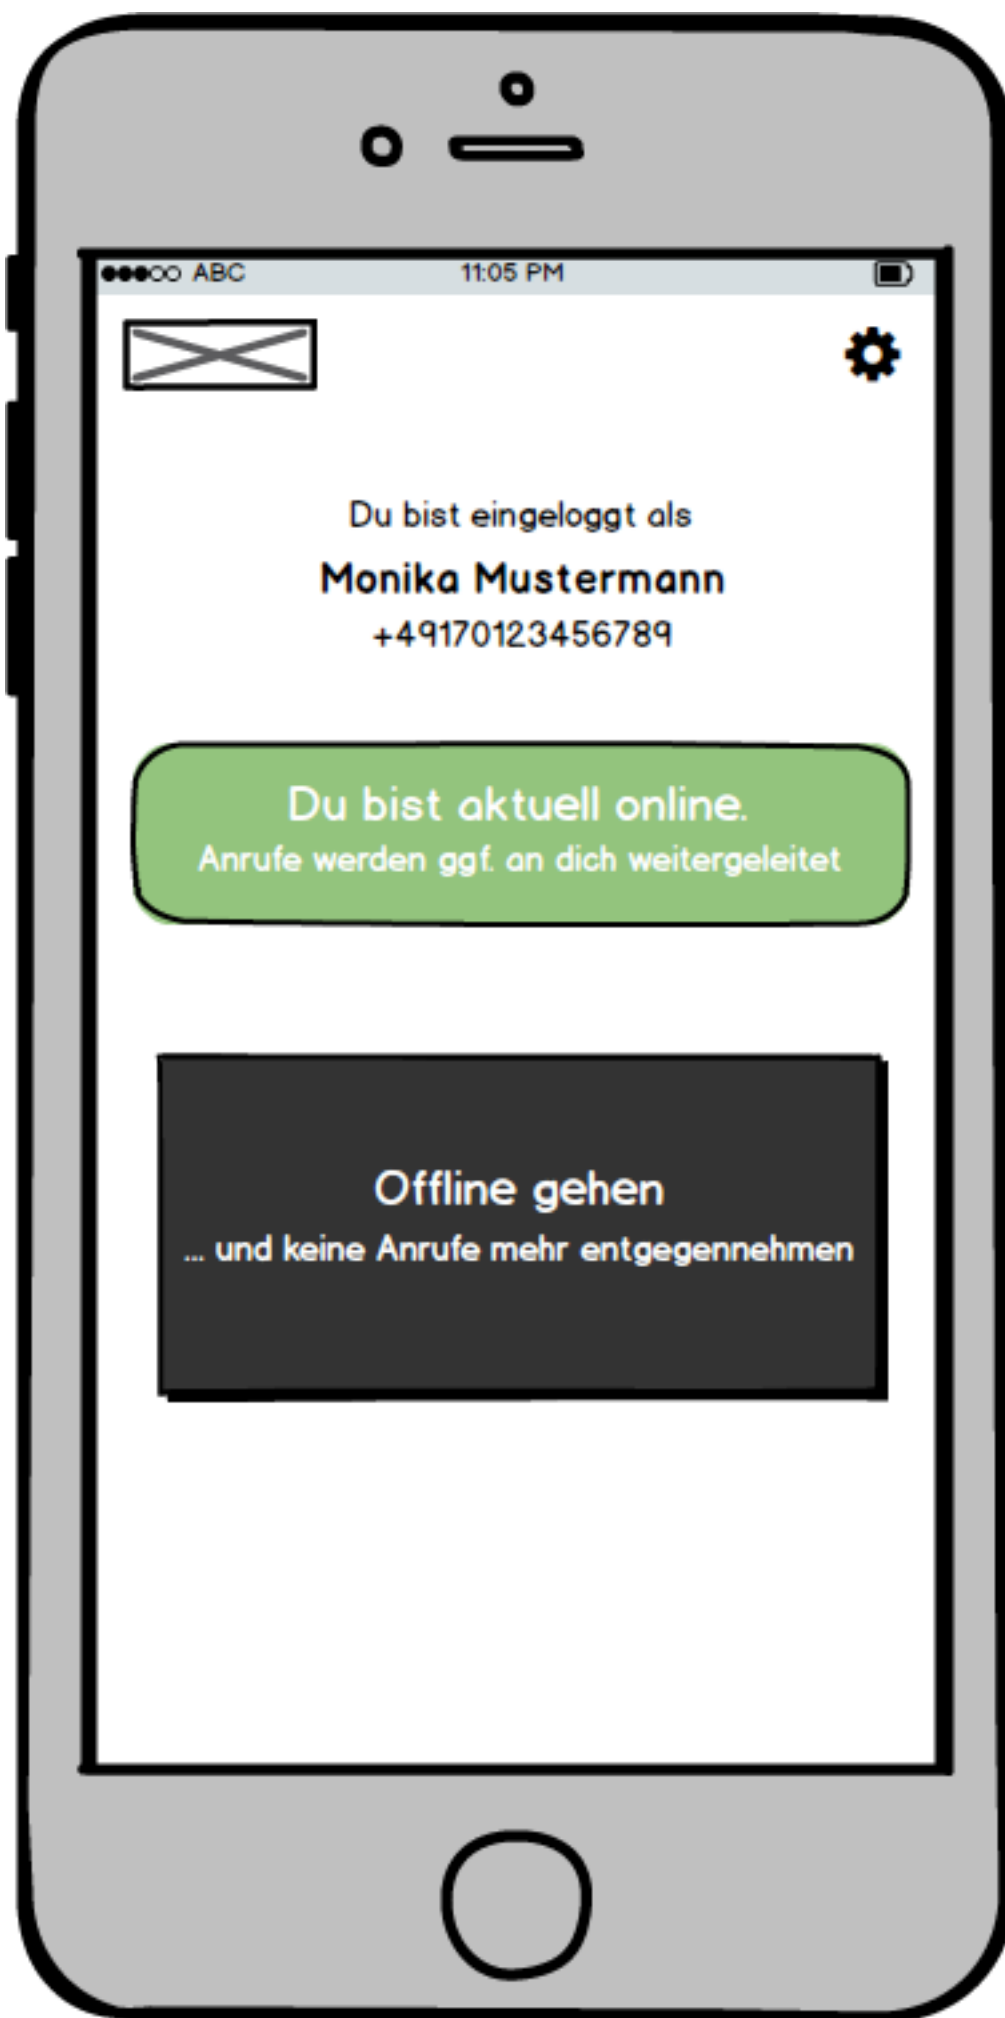 ABC 11:05 PM
Du bist eingeloggt als
Monika Mustermann
+49170123456789
Du bist aktuell online.
Anrufe werden ggf. an dich weitergeleitet
Offline gehen
... und keine Anrufe mehr entgegennehmen